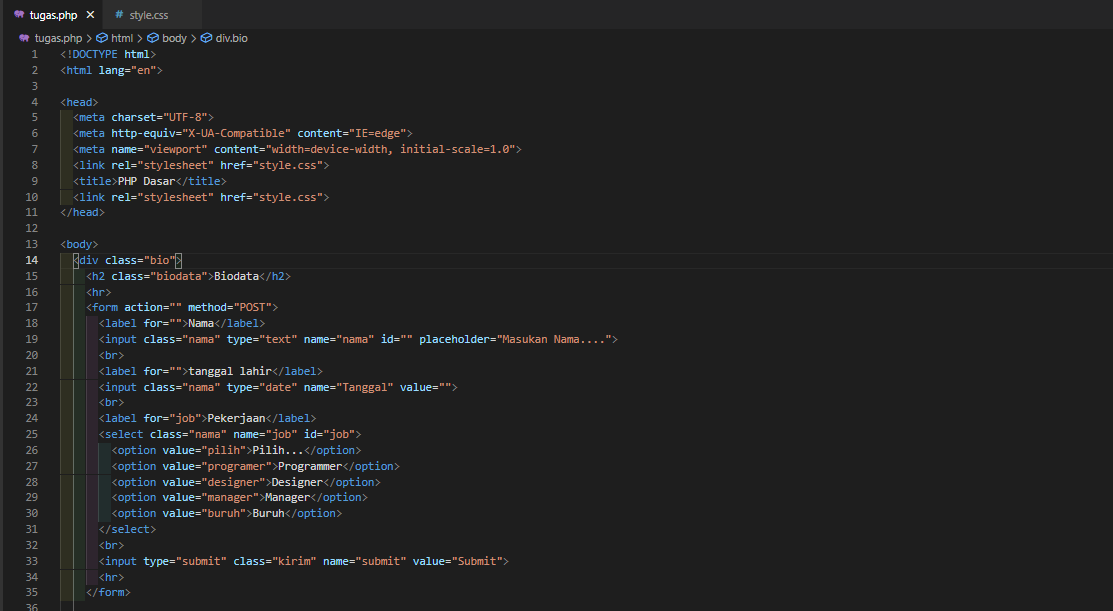 tugas.php × # style.css
tugas.php > html > body > div.bio
1 <!DOCTYPE html>
2 <html lang="en">
3
4 <head>
5 <meta charset="UTF-8">
6 <meta http-equiv="X-UA-Compatible" content="IE=edge">
7 <meta name="viewport" content="width=device-width, initial-scale=1.0">
8 <link rel="stylesheet" href="style.css">
9 <title>PHP Dasar</title>
10 <link rel="stylesheet" href="style.css">
11 </head>
12
13 <body>
14 <div class="bio">
15 <h2 class="biodata">Biodata</h2>
16 <hr>
17 <form action="" method="POST">
18 <label for="">Nama</label>
19 <input class="nama" type="text" name="nama" id="" placeholder="Masukan Nama....">
20 <br>
21 <label for="">tanggal lahir</label>
22 <input class="nama" type="date" name="Tanggal" value="">
23 <br>
24 <label for="job">Pekerjaan</label>
25 <select class="nama" name="job" id="job">
26 <option value="pilih">Pilih...</option>
27 <option value="programer">Programmer</option>
28 <option value="designer">Designer</option>
29 <option value="manager">Manager</option>
30 <option value="buruh">Buruh</option>
31 </select>
32 <br>
33 <input type="submit" class="kirim" name="submit" value="Submit">
34 <hr>
35 </form>
36